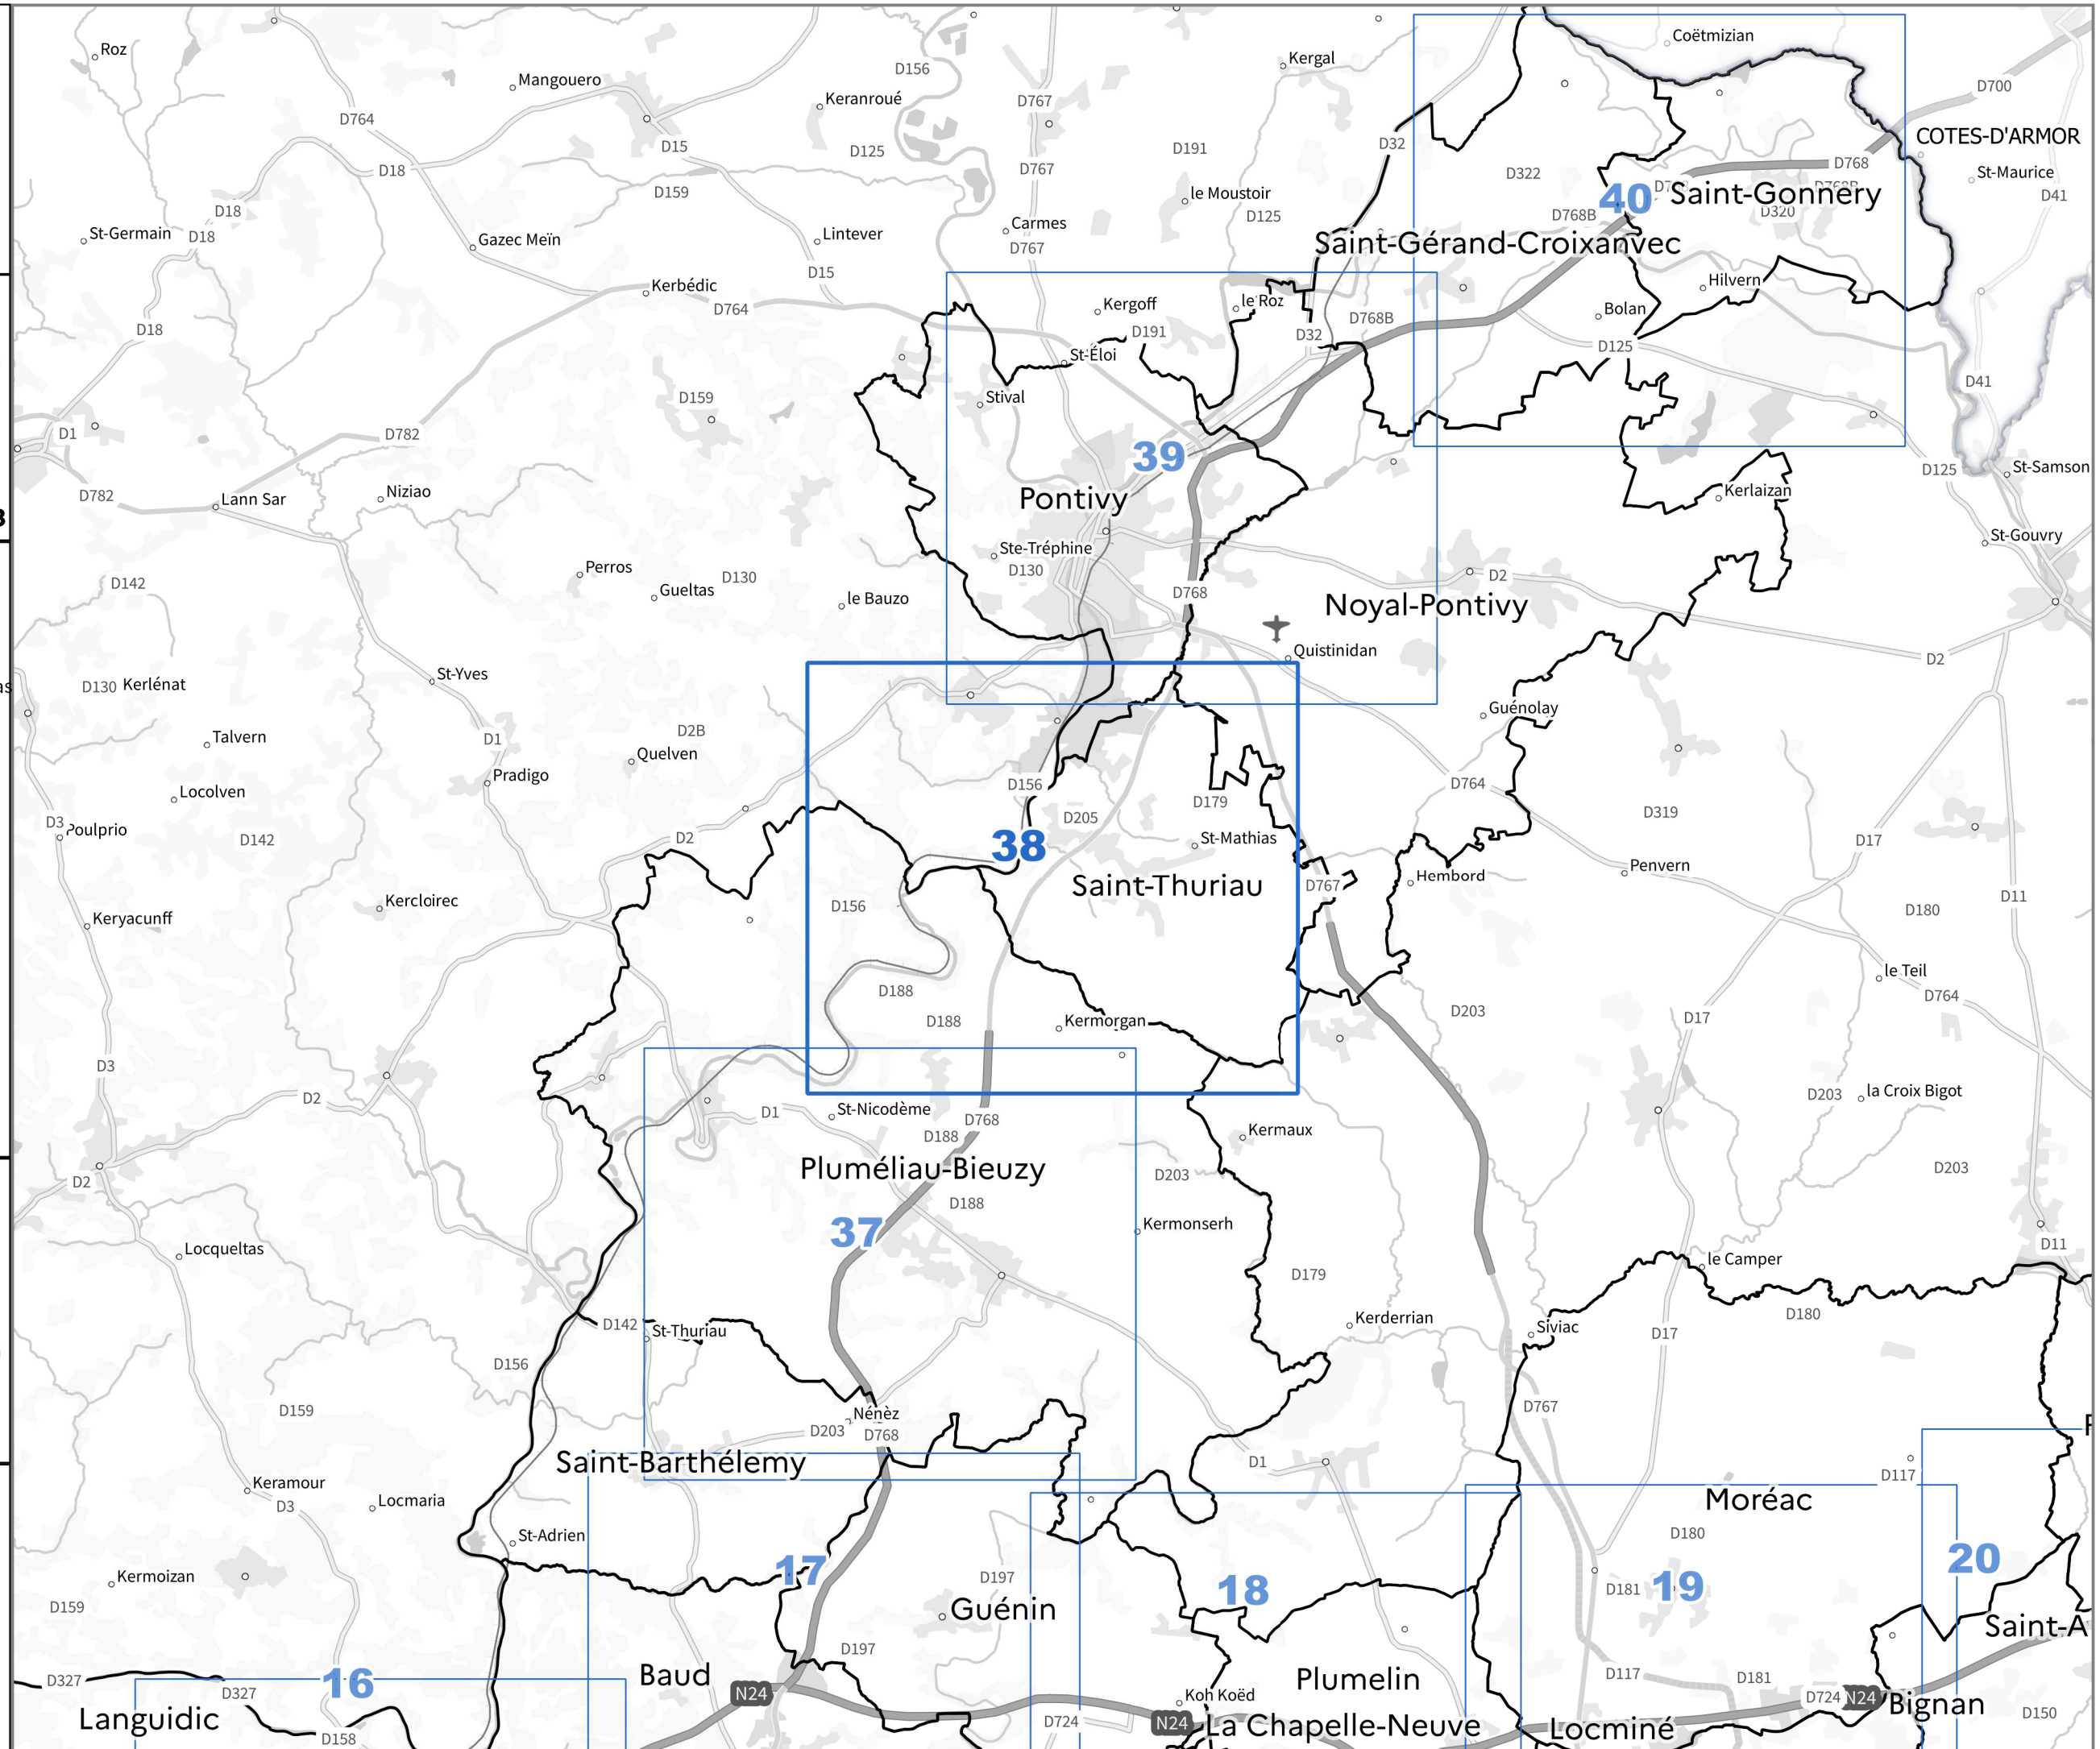 Roz
Coëtmizian
Kergal
D156
Mangouero
D700
Keranroué
D767
D764
COTES-D'ARMOR
D32
D15
D191
D125
D767
D768
D18
D322
St-Maurice
D159
le Moustoir
D41
40
Saint-Gonnery
D18
D125
D768B
D320
Carmes
St-Germain
D18
Gazec Meïn
Lintever
D767
Saint-Gérand-Croixanvec
D15
Hilvern
Kerbédic
le Roz
Kergoff
D764
Bolan
D768B
D18
D191
D32
D125
St-Éloi
D41
D159
Stival
D1
D782
39
St-Samson
D125
D782
Lann Sar
Niziao
Pontivy
Kerlaizan
St-Gouvry
Ste-Tréphine
Perros
D130
D130
D2
D142
Gueltas
le Bauzo
D768
Noyal-Pontivy
Quistinidan
D2
St-Yves
D130
Kerlénat
Guénolay
D2B
Talvern
D1
Quelven
Pradigo
D156
D764
Locolven
D179
D319
D3
Poulprio
D205
D142
D2
38
St-Mathias
D17
Penvern
Saint-Thuriau
D767
Hembord
D11
Kercloirec
D156
D180
Keryacunff
le Teil
D188
D764
D203
D188
Kermorgan
D17
D3
D2
D203
la Croix Bigot
D1
St-Nicodème
D768
D188
Kermaux
Pluméliau-Bieuzy
D203
D203
D2
D188
37
Kermonserh
Locqueltas
D11
le Camper
D179
D180
D142
St-Thuriau
Kerderrian
Siviac
D17
D156
D159
D767
Nénèz
D203
D768
Saint-Barthélemy
D1
D117
Keramour
D3
Locmaria
Moréac
St-Adrien
D180
Kermoizan
17
D197
18
D181
19
20
D159
Guénin
Saint-A
D197
Baud
Plumelin
D327
16
D327
N24
D117
D181
Koh Koëd
D724
N24
Bignan
Languidic
D724
N24
La Chapelle-Neuve
Locminé
D150
D158